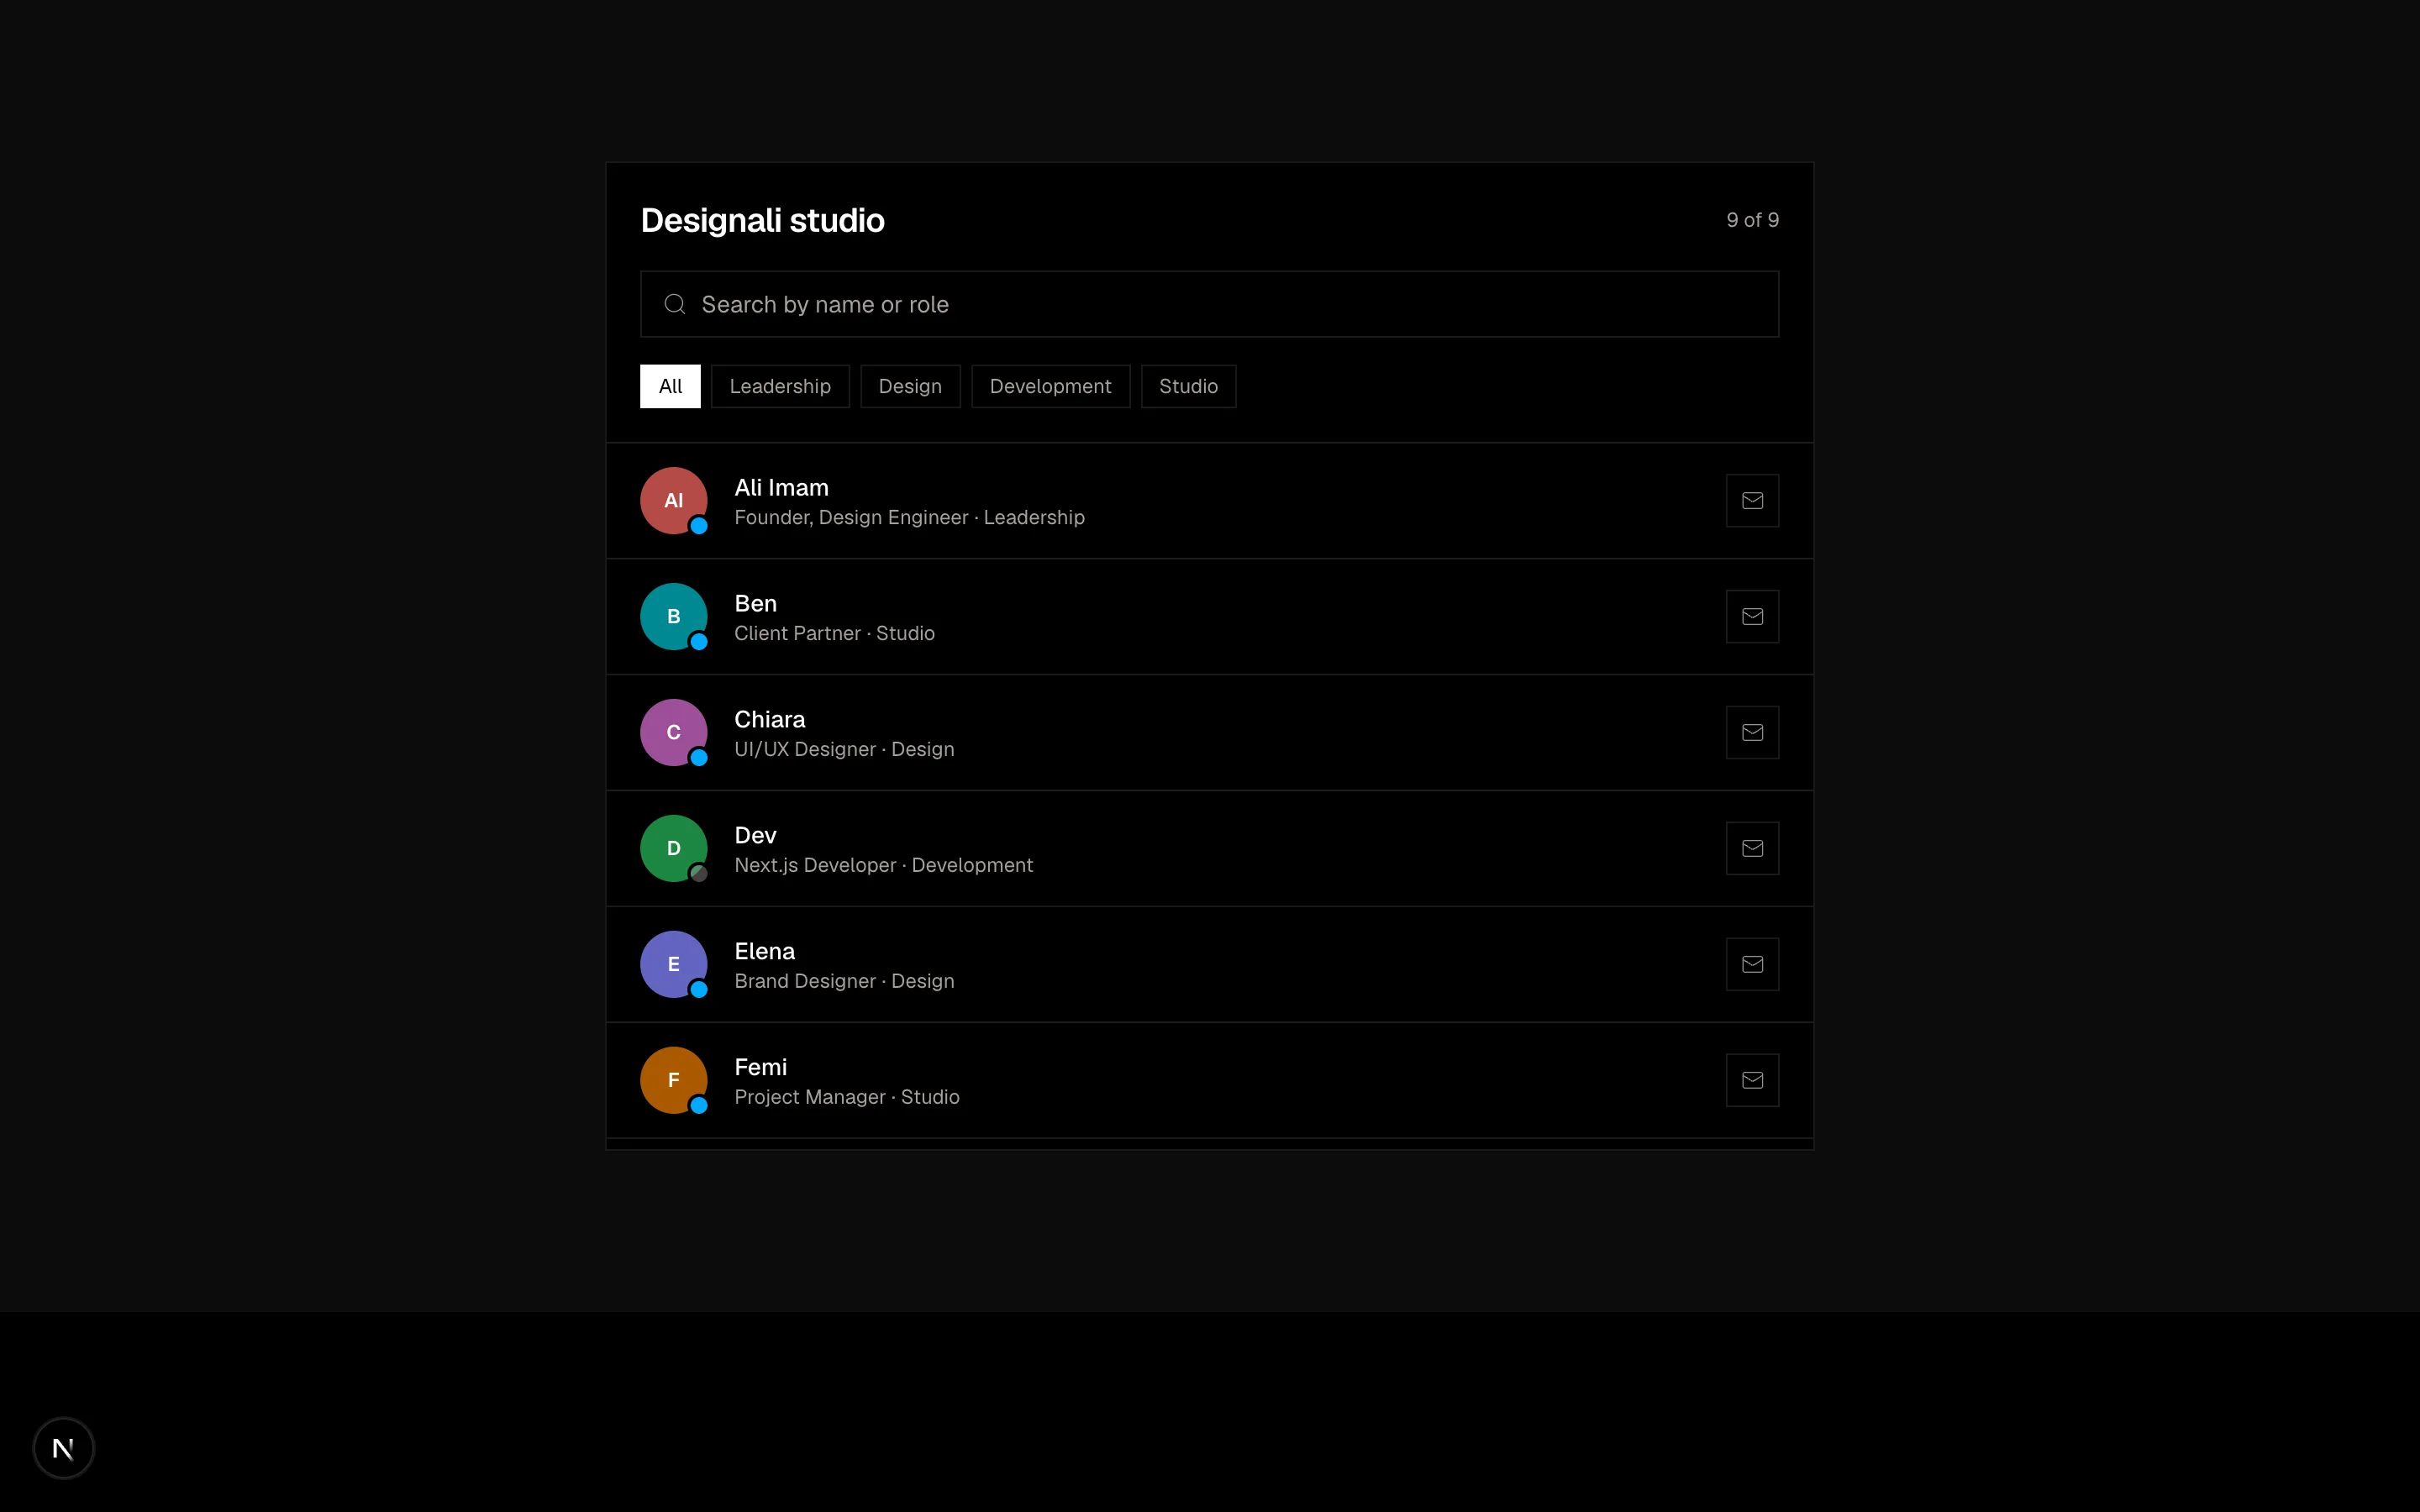 Designali studio
9 of 9
Search by name or role
All
Leadership
Design
Development
Studio
AI
Ali Imam
Founder, Design Engineer · Leadership
B
Ben
Client Partner · Studio
C
Chiara
UI/UX Designer · Design
D
Dev
Next.js Developer · Development
E
Elena
Brand Designer · Design
F
Femi
Project Manager · Studio
N